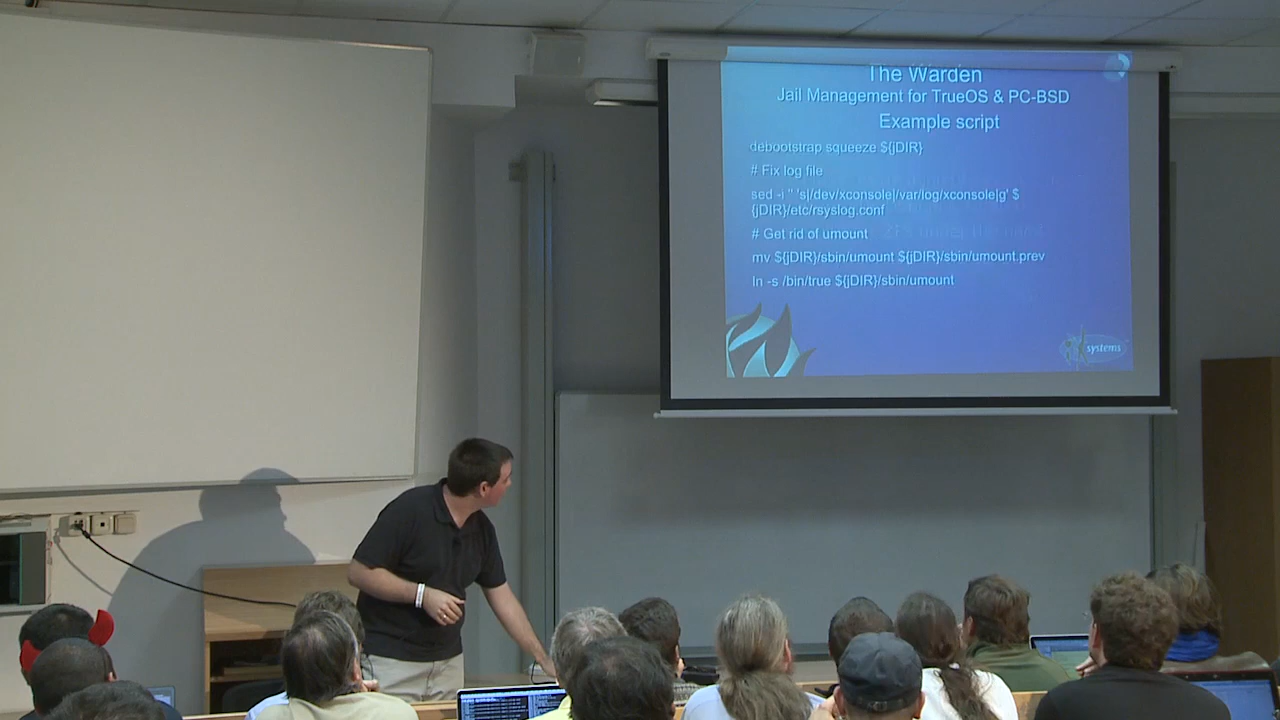 The Warden
Jail Management for TrueOS & PC-BSD
Example script
debootstrap squeeze ${jDIR}
# Fix log file
sed -i '' 's|/dev/xconsole|/var/log/xconsole|g' $
{jDIR}/etc/rsyslog.conf
# Get rid of umount
mv ${jDIR}/sbin/umount ${jDIR}/sbin/umount.prev
ln -s /bin/true ${jDIR}/sbin/umount
systems